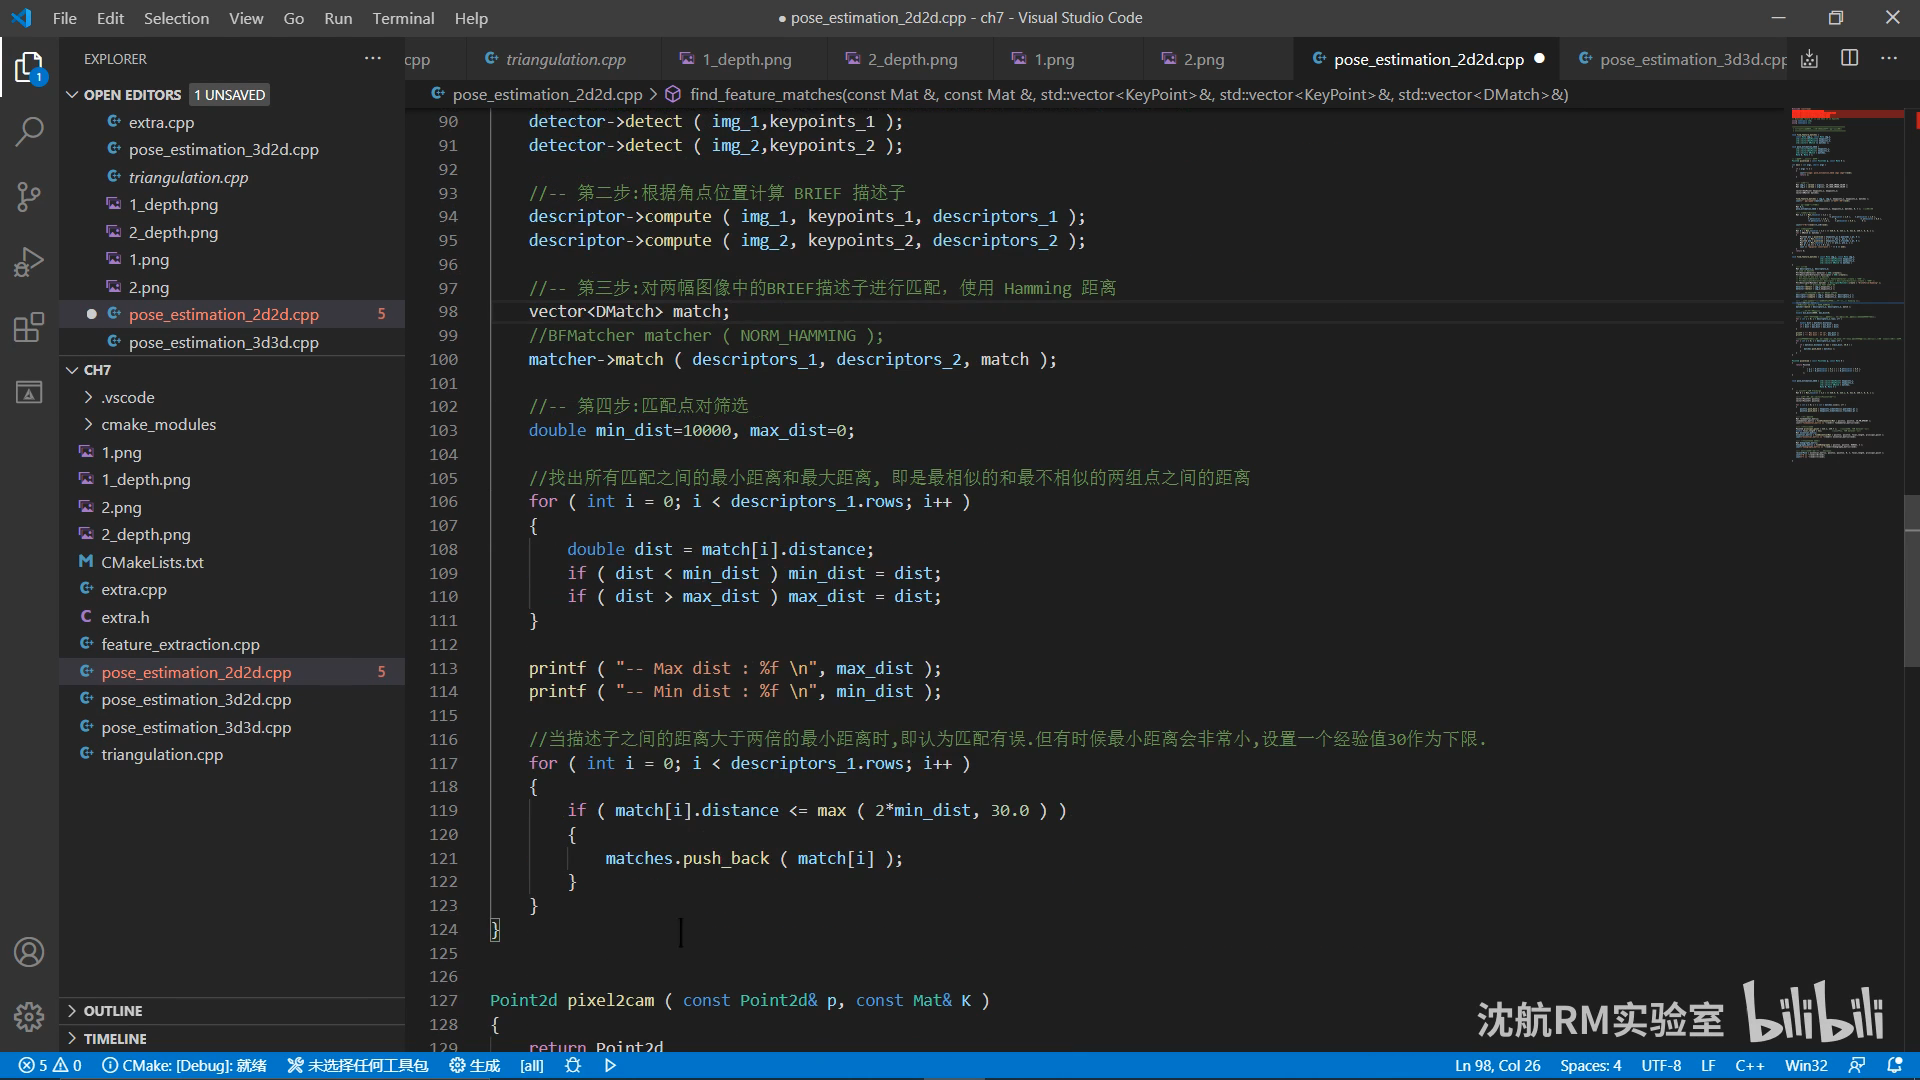 File Edit Selection View Go Run Terminal Help
● pose_estimation_2d2d.cpp - ch7 - Visual Studio Code
EXPLORER
OPEN EDITORS 1 UNSAVED
extra.cpp
pose_estimation_3d2d.cpp
triangulation.cpp
1_depth.png
2_depth.png
1.png
2.png
pose_estimation_2d2d.cpp 5
pose_estimation_3d3d.cpp
CH7
.vscode
cmake_modules
1.png
1_depth.png
2.png
2_depth.png
CMakeLists.txt
extra.cpp
extra.h
feature_extraction.cpp
pose_estimation_2d2d.cpp 5
pose_estimation_3d2d.cpp
pose_estimation_3d3d.cpp
triangulation.cpp
OUTLINE
TIMELINE
cpp triangulation.cpp 1_depth.png 2_depth.png 1.png 2.png pose_estimation_2d2d.cpp ● pose_estimation_3d3d.cpp
pose_estimation_2d2d.cpp > find_feature_matches(const Mat &, const Mat &, std::vector<KeyPoint>&, std::vector<KeyPoint>&, std::vector<DMatch>&)
90 detector->detect ( img_1,keypoints_1 );
91 detector->detect ( img_2,keypoints_2 );
92
93 //-- 第二步:根据角点位置计算 BRIEF 描述子
94 descriptor->compute ( img_1, keypoints_1, descriptors_1 );
95 descriptor->compute ( img_2, keypoints_2, descriptors_2 );
96
97 //-- 第三步:对两幅图像中的BRIEF描述子进行匹配，使用 Hamming 距离
98 vector<DMatch> match;
99 //BFMatcher matcher ( NORM_HAMMING );
100 matcher->match ( descriptors_1, descriptors_2, match );
101
102 //-- 第四步:匹配点对筛选
103 double min_dist=10000, max_dist=0;
104
105 //找出所有匹配之间的最小距离和最大距离, 即是最相似的和最不相似的两组点之间的距离
106 for ( int i = 0; i < descriptors_1.rows; i++ )
107 {
108 double dist = match[i].distance;
109 if ( dist < min_dist ) min_dist = dist;
110 if ( dist > max_dist ) max_dist = dist;
111 }
112
113 printf ( "-- Max dist : %f \n", max_dist );
114 printf ( "-- Min dist : %f \n", min_dist );
115
116 //当描述子之间的距离大于两倍的最小距离时,即认为匹配有误.但有时候最小距离会非常小,设置一个经验值30作为下限.
117 for ( int i = 0; i < descriptors_1.rows; i++ )
118 {
119 if ( match[i].distance <= max ( 2*min_dist, 30.0 ) )
120 {
121 matches.push_back ( match[i] );
122 }
123 }
124 }
125
126
127 Point2d pixel2cam ( const Point2d& p, const Mat& K )
128 {
129 return Point2d
沈航RM实验室 bilibili
5 0 CMake: [Debug]: 就绪 未选择任何工具包 生成 [all] Ln 98, Col 26 Spaces: 4 UTF-8 LF C++ Win32